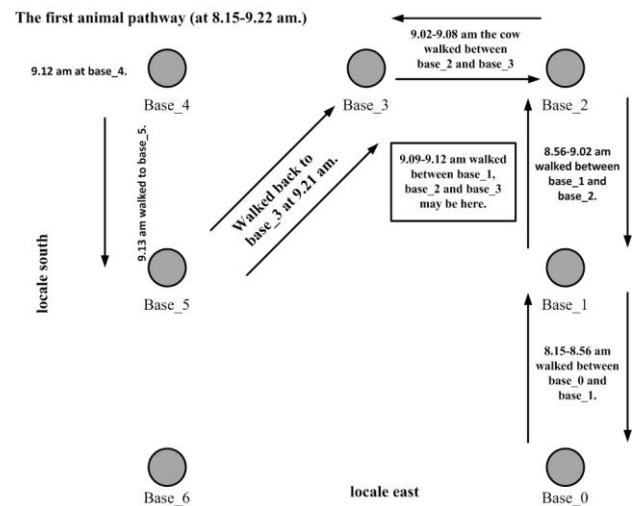 The first animal pathway (at 8.15-9.22 am.)
9.02-9.08 am the cow
walked between
base_2 and base_3
9.12 am at base_4.
Base_4
Base_3
Base_2
9.13 am walked to base_5.
Walked back to
base_3 at 9.21 am.
9.09-9.12 am walked
between base_1,
base_2 and base_3
may be here.
8.56-9.02 am
walked between
base_1 and
base_2.
locale south
Base_5
Base_1
8.15-8.56 am
walked between
base_0 and
base_1.
Base_6
locale east
Base_0